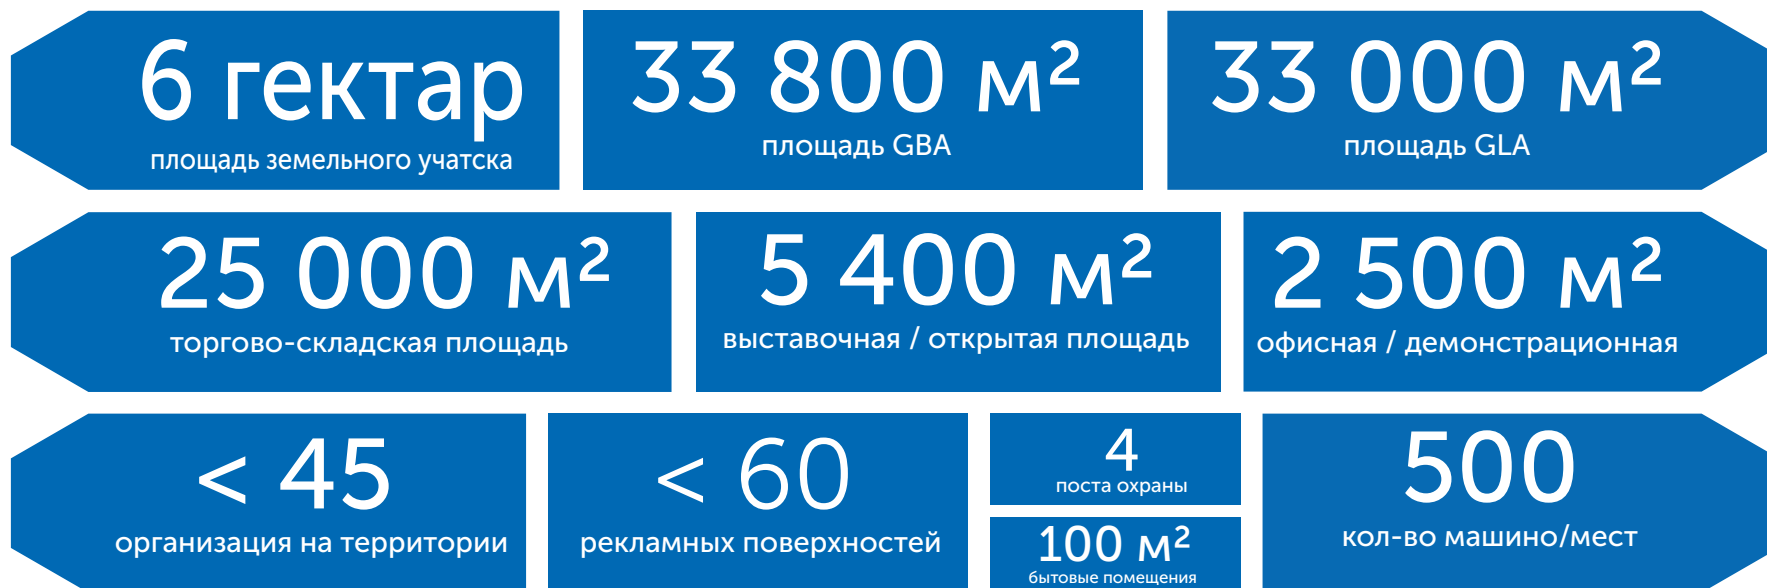 6 гектар
площадь земельного учатска
33 800 м²
площадь GBA
33 000 м²
площадь GLA
25 000 м²
торгово-складская площадь
5 400 м²
выставочная / открытая площадь
2 500 м²
офисная / демонстрационная
< 45
организация на территории
< 60
рекламных поверхностей
4
поста охраны
100 м²
бытовые помещения
500
кол-во машино/мест